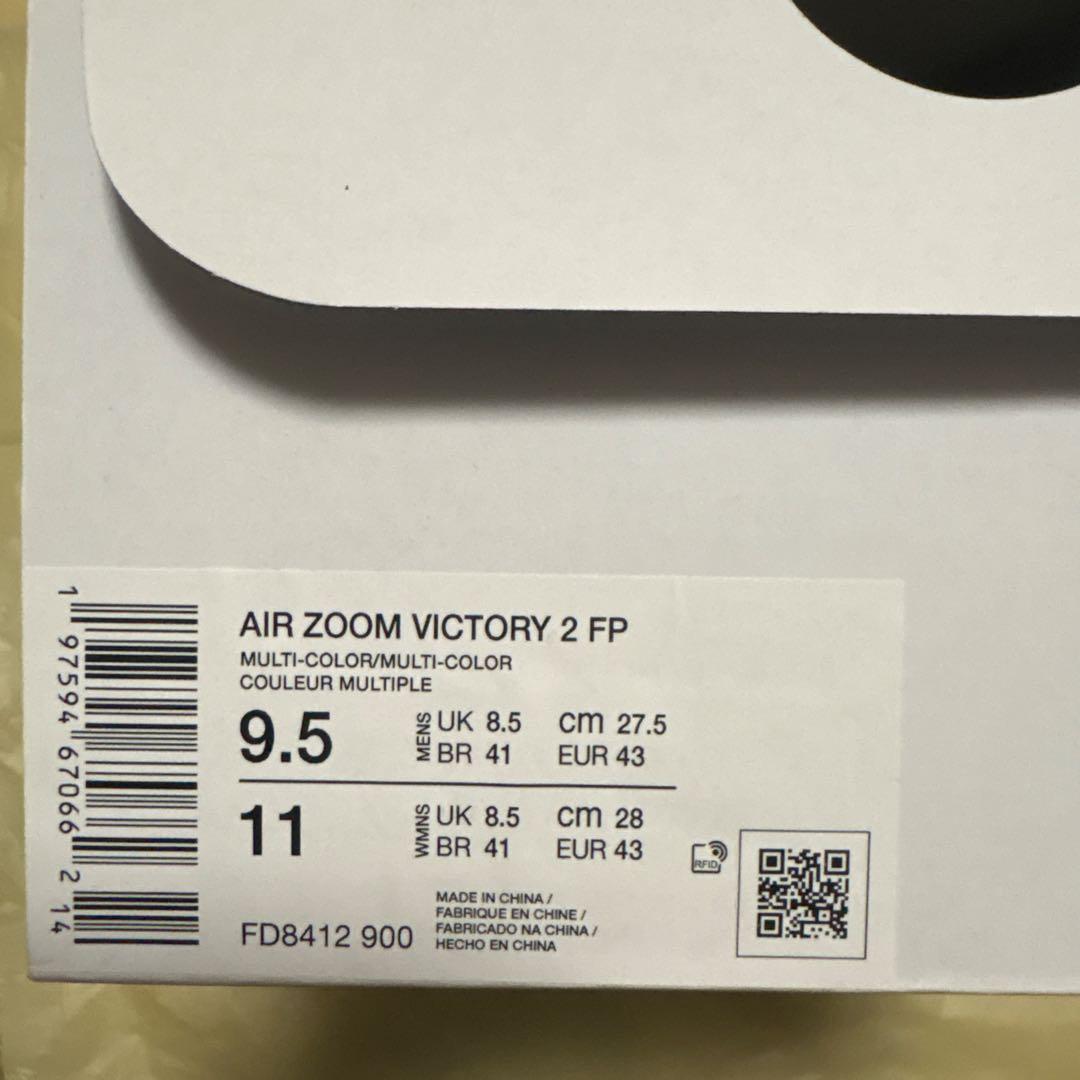 1 97594 67066 2 14
AIR ZOOM VICTORY 2 FP
MULTI-COLOR/MULTI-COLOR
COULEUR MULTIPLE
9.5 MENS UK 8.5 cm 27.5
BR 41 EUR 43
11 WMNS UK 8.5 cm 28
BR 41 EUR 43
RFID
FD8412 900
MADE IN CHINA /
FABRIQUE EN CHINE /
FABRICADO NA CHINA /
HECHO EN CHINA